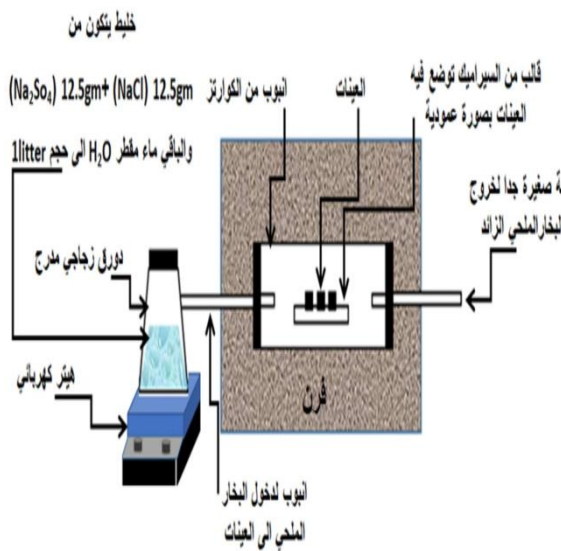 خليط يتكون من
(Na₂So₄) 12.5gm+ (NaCl) 12.5gm
والباقي ماء مقطر H₂O الى حجم 1litter
انبوب من الكوارتز
العينات
قالب من السيراميك توضع فيه
العينات بصورة عمودية
ة صغيرة جدا لخروج
البخار الملحي الزائد
دورق زجاجي مدرج
هيتر كهربائي
فرن
انبوب لدخول البخار
الملحي الى العينات